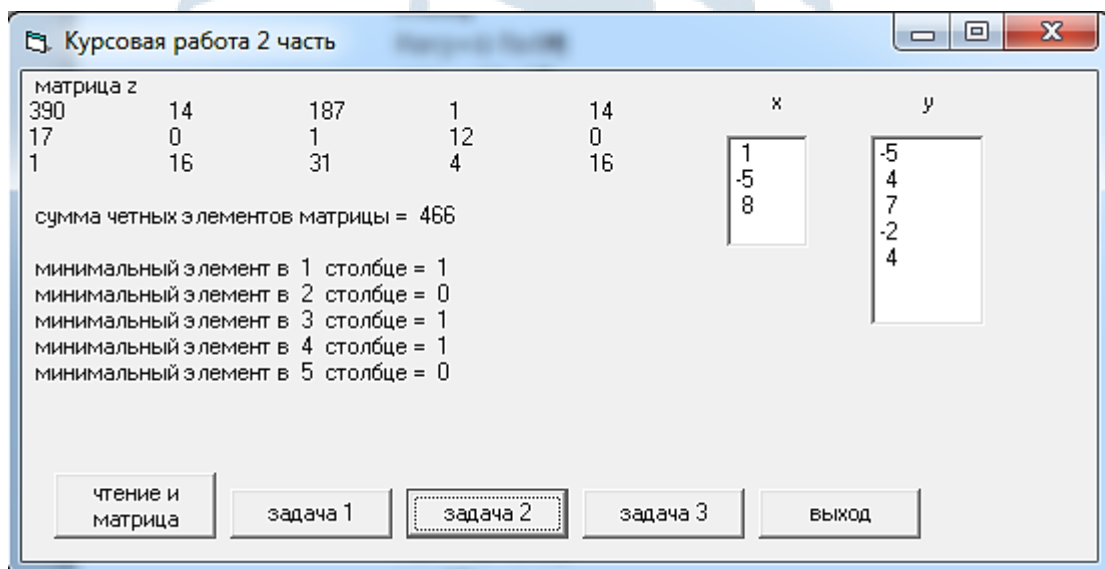 Курсовая работа 2 часть
матрица z
390 14 187 1 14
17 0 1 12 0
1 16 31 4 16
сумма четных элементов матрицы = 466
минимальный элемент в 1 столбце = 1
минимальный элемент в 2 столбце = 0
минимальный элемент в 3 столбце = 1
минимальный элемент в 4 столбце = 1
минимальный элемент в 5 столбце = 0
x
1
-5
8
y
-5
4
7
-2
4
чтение и
матрица
задача 1
задача 2
задача 3
выход